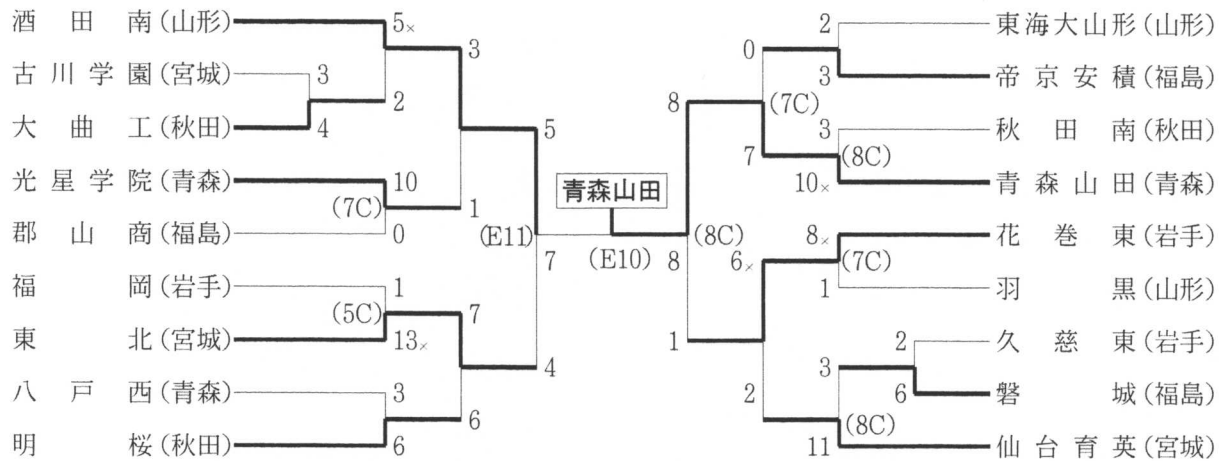 酒田南(山形)
古川学園(宮城)
大曲工(秋田)
光星学院(青森)
郡山商(福島)
福岡(岩手)
東北(宮城)
八戸西(青森)
明桜(秋田)
5×
3
4
2
10
(7C)
0
1
(5C)
13×
3
6
3
1
7
6
5
(E11)
4
7
青森山田
(E10)
8
8
(8C)
1
0
(7C)
7
6×
2
2
3
3
(8C)
10×
8×
(7C)
1
3
2
6
(8C)
11
東海大山形(山形)
帝京安積(福島)
秋田南(秋田)
青森山田(青森)
花巻東(岩手)
羽黒(山形)
久慈東(岩手)
磐城(福島)
仙台育英(宮城)